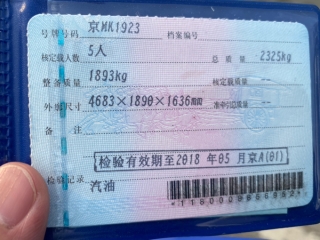 号牌号码 京MK1923 档案编号
核定载人数 5人 总质量 2325kg
整备质量 1893kg 核定载质量 --
外廓尺寸 4683×1890×1636mm 准牵引总质量 --
备注
检验有效期至2018年05月京A(01)
检验记录 汽油